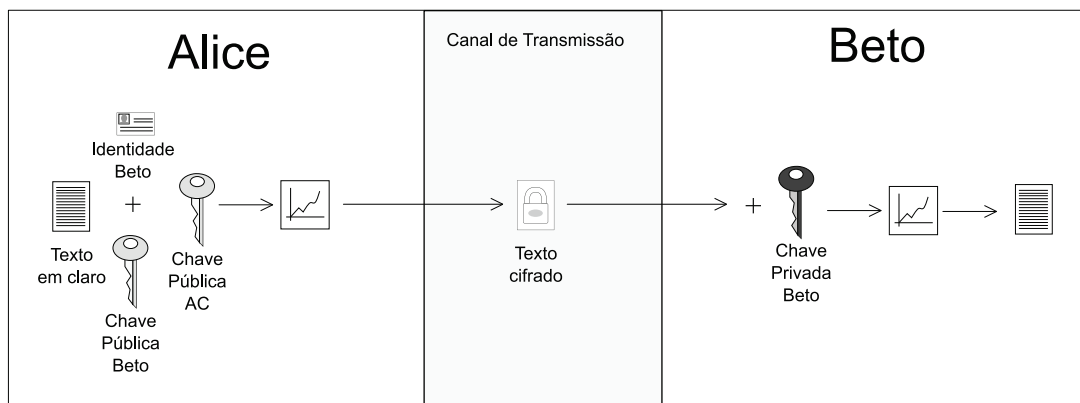 Alice
Canal de Transmissão
Beto
Identidade
Beto
+
Texto
em claro
Chave
Pública
AC
Chave
Pública
Beto
Texto
cifrado
+
Chave
Privada
Beto